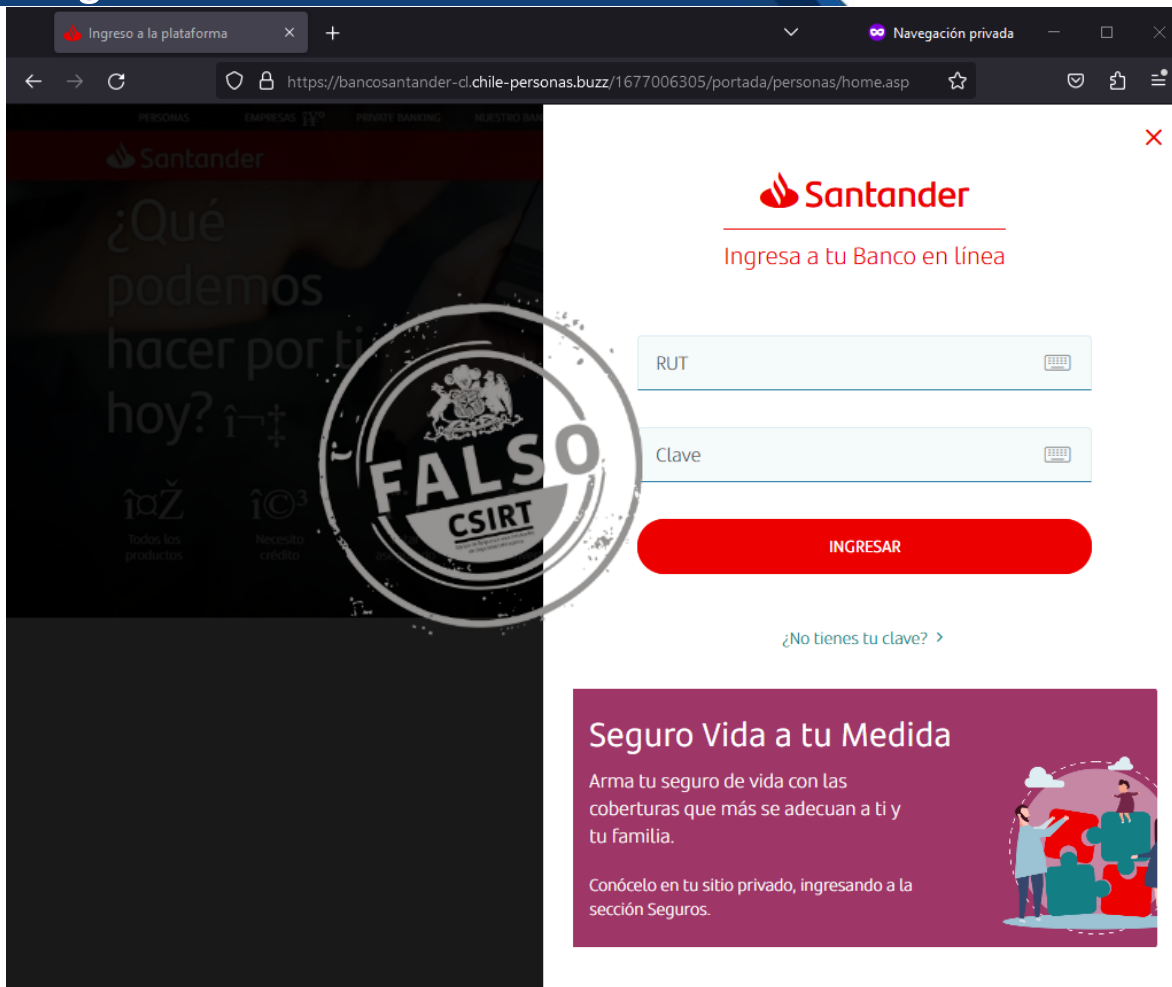 Ingreso a la plataforma
Navegación privada
https://bancosantander-cl.chile-personas.buzz/1677006305/portada/personas/home.asp
PERSONAS EMPRESAS PRIVATE BANKING NUESTRO BAN
Santander
¿Qué
podemos
hacer por ti
hoy? î¬‡
î¤Ž î©³
Todos los
productos
Necesito
crédito
FALSO
CSIRT
Santander
Ingresa a tu Banco en línea
RUT
Clave
INGRESAR
¿No tienes tu clave? >
Seguro Vida a tu Medida
Arma tu seguro de vida con las
coberturas que más se adecuan a ti y
tu familia.
Conócelo en tu sitio privado, ingresando a la
sección Seguros.